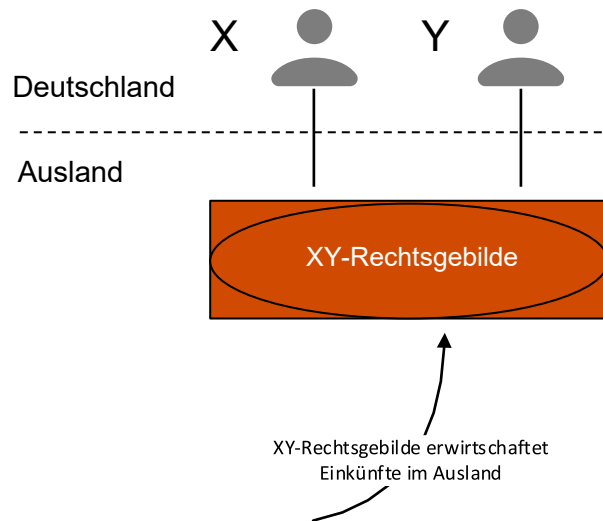 X
Y
Deutschland
Ausland
XY-Rechtsgebilde
XY-Rechtsgebilde erwirtschaftet
Einkünfte im Ausland